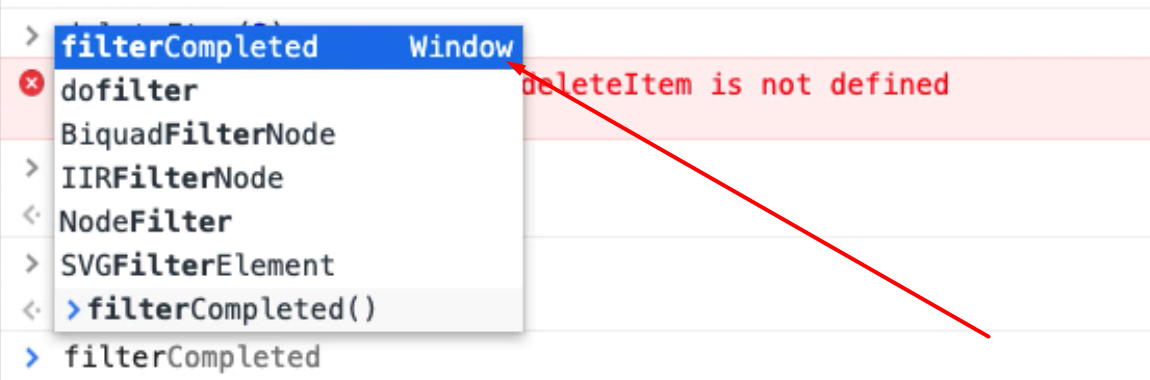 filterCompleted Window
deleteItem is not defined
dofilter
BiquadFilterNode
IIRFilterNode
NodeFilter
SVGFilterElement
filterCompleted()
filterCompleted